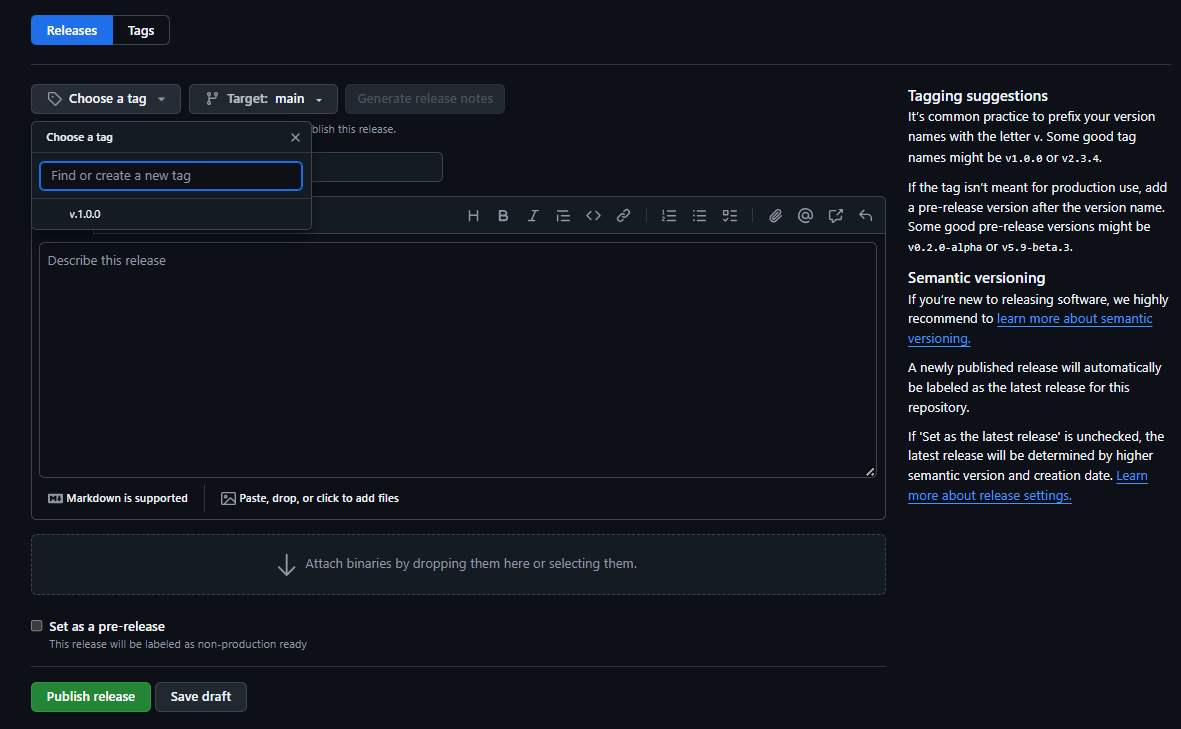 Releases Tags
Choose a tag Target: main Generate release notes
Choose a tag
blish this release.
Find or create a new tag
v.1.0.0
H B I
Describe this release
Markdown is supported Paste, drop, or click to add files
Attach binaries by dropping them here or selecting them.
Set as a pre-release
This release will be labeled as non-production ready
Publish release Save draft
Tagging suggestions
It's common practice to prefix your version
names with the letter v. Some good tag
names might be v1.0.0 or v2.3.4.
If the tag isn't meant for production use, add
a pre-release version after the version name.
Some good pre-release versions might be
v0.2.0-alpha or v5.9-beta.3.
Semantic versioning
If you're new to releasing software, we highly
recommend to learn more about semantic
versioning.
A newly published release will automatically
be labeled as the latest release for this
repository.
If 'Set as the latest release' is unchecked, the
latest release will be determined by higher
semantic version and creation date. Learn
more about release settings.